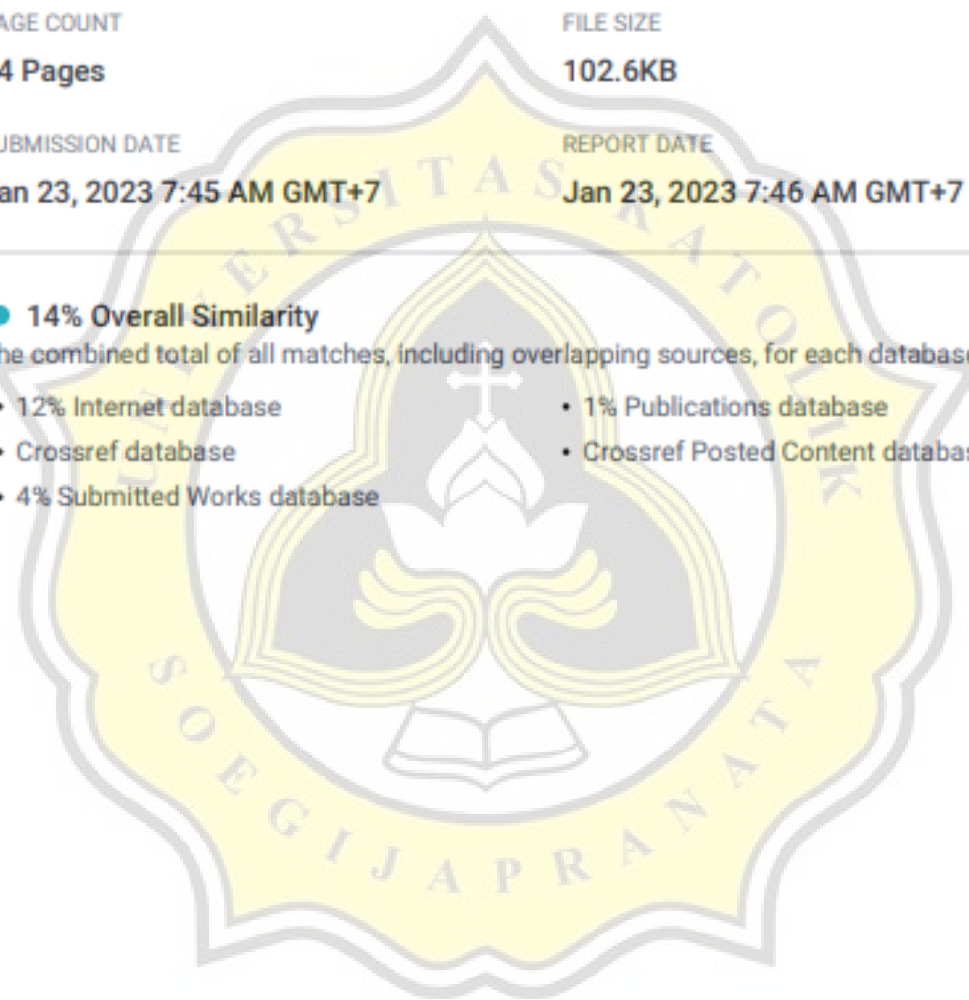 AGE COUNT
FILE SIZE
4 Pages
102.6KB
UBMISSION DATE
REPORT DATE
an 23, 2023 7:45 AM GMT+7
Jan 23, 2023 7:46 AM GMT+7
14% Overall Similarity
he combined total of all matches, including overlapping sources, for each database
• 12% Internet database
• 1% Publications database
• Crossref database
• Crossref Posted Content databas
• 4% Submitted Works database
UNIVERSITAS KATOLIK
SOEGIJAPRANATA